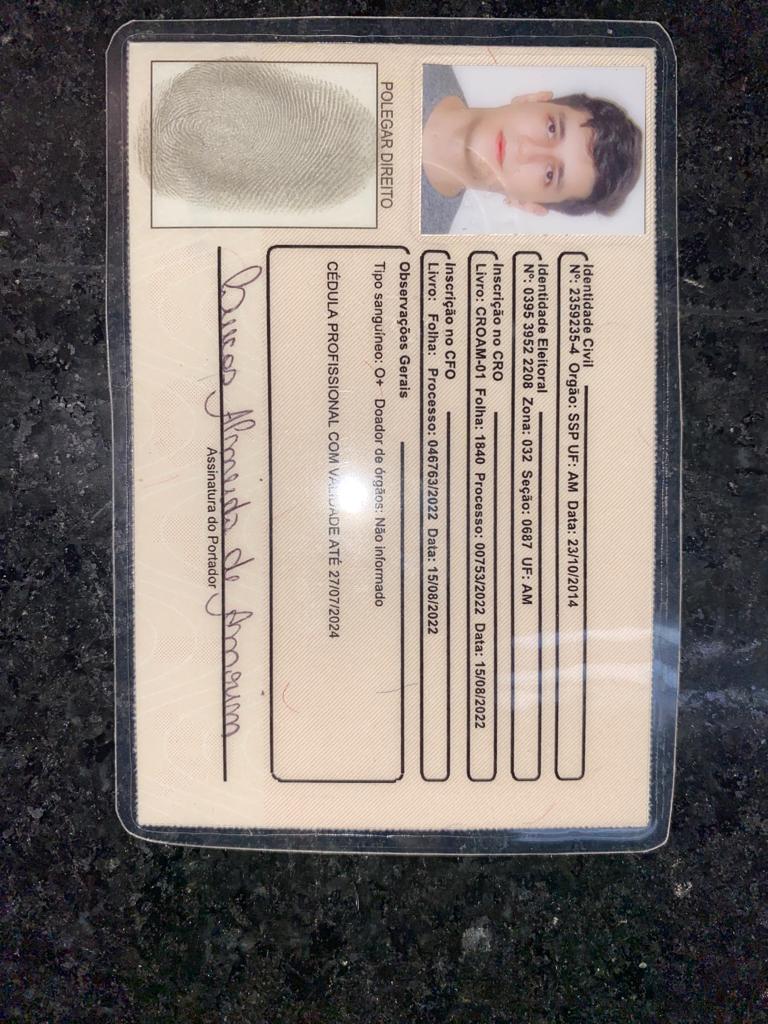 POLEGAR DIREITO
Identidade Civil
Nº: 2359235-4 Orgão: SSP UF: AM Data: 23/10/2014
Identidade Eleitoral
Nº: 0395 3952 2208 Zona: 032 Seção: 0687 UF: AM
Inscrição no CRO
Livro: CROAM-01 Folha: 1840 Processo: 00753/2022 Data: 15/08/2022
Inscrição no CFO
Livro: Folha: Processo: 046763/2022 Data: 15/08/2022
Observações Gerais
Tipo sanguíneo: O+ Doador de órgãos: Não informado
CÉDULA PROFISSIONAL COM VALIDADE ATÉ 27/07/2024
Almeida de Amorim
Assinatura do Portador